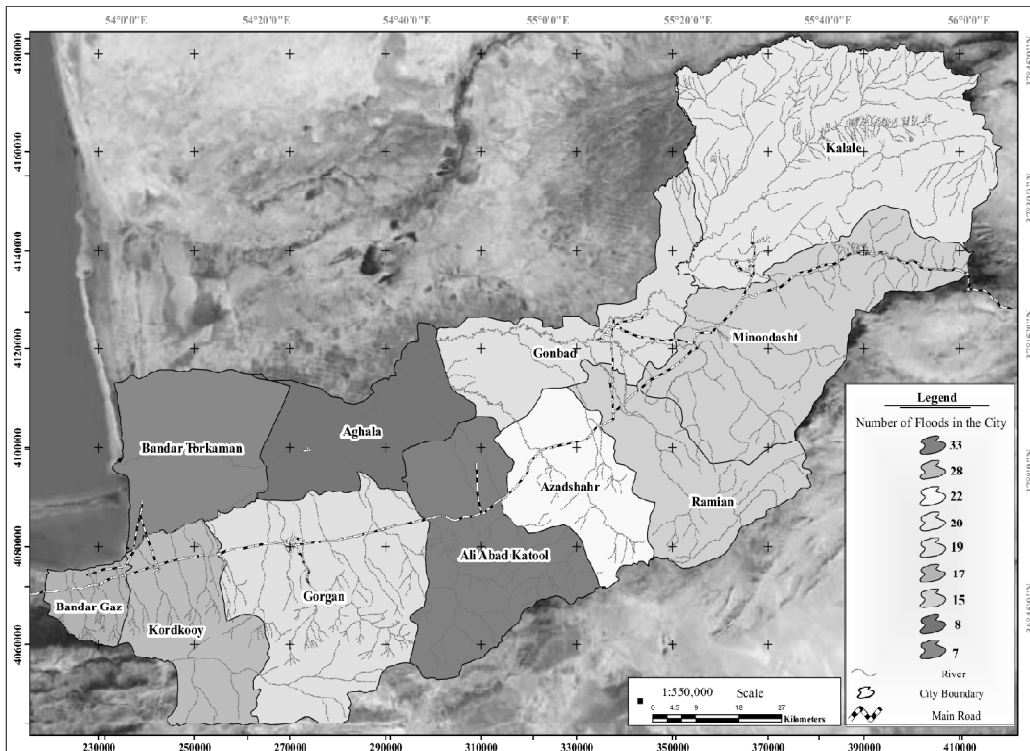 54°0'0"E 54°20'0"E 54°40'0"E 55°0'0"E 55°20'0"E 55°40'0"E 56°0'0"E
4180000
4160000
4140000
4120000
4100000
4080000
4060000
Kalale
Minoodasht
Gonbad
Bandar Torkaman
Aghala
Azadshahr
Ramian
Ali Abad Katool
Gorgan
Bandar Gaz
Kordkooy
Legend
Number of Floods in the City
33
28
22
20
19
17
15
8
7
River
City Boundary
Main Road
1:550,000 Scale
0 4.5 9 18 27
Kilometers
230000 250000 270000 290000 310000 330000 350000 370000 390000 410000